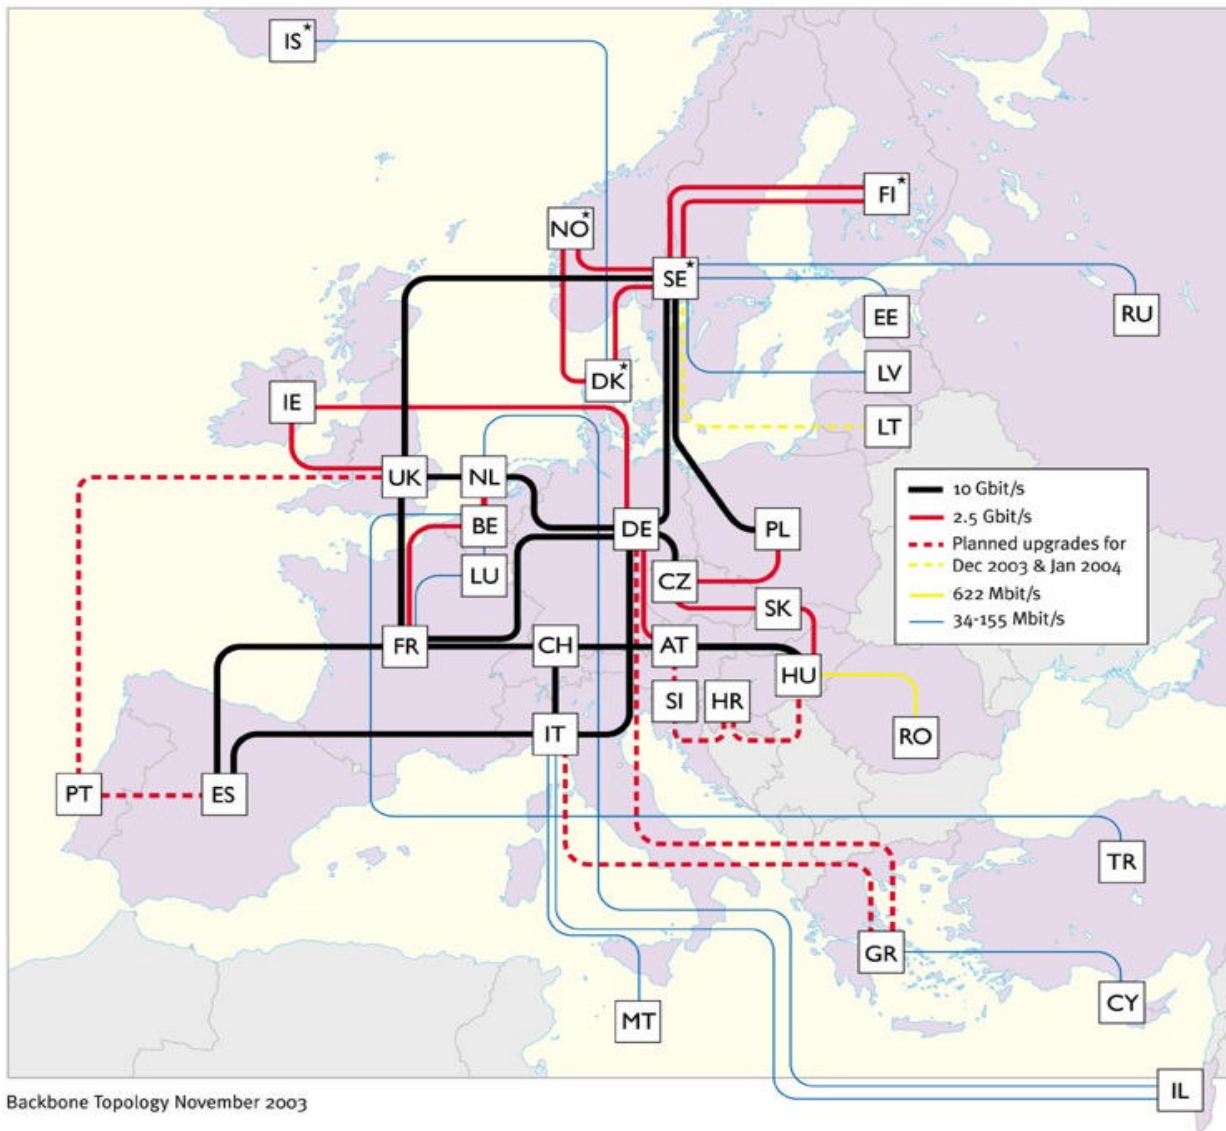 IS*
FI*
NO*
SE*
EE
RU
DK*
LV
IE
LT
UK
NL
BE
DE
PL
LU
CZ
SK
FR
CH
AT
HU
SI
HR
IT
RO
PT
ES
TR
GR
CY
MT
IL
10 Gbit/s
2.5 Gbit/s
Planned upgrades for
Dec 2003 & Jan 2004
622 Mbit/s
34-155 Mbit/s
Backbone Topology November 2003